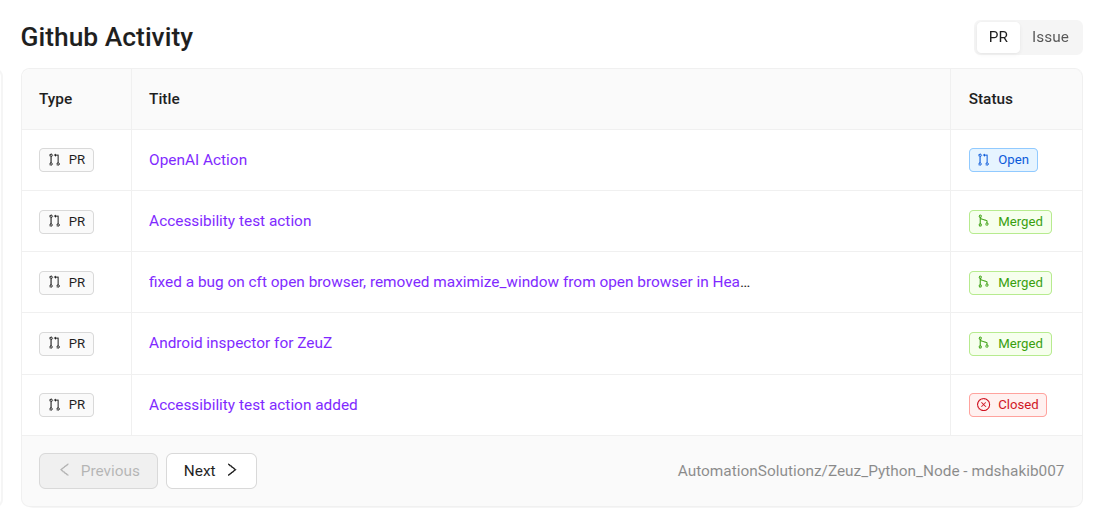 Github Activity
PR Issue
Type Title Status
PR OpenAI Action Open
PR Accessibility test action Merged
PR fixed a bug on cft open browser, removed maximize_window from open browser in Hea... Merged
PR Android inspector for ZeuZ Merged
PR Accessibility test action added Closed
Previous Next AutomationSolutionz/Zeuz_Python_Node - mdshakib007